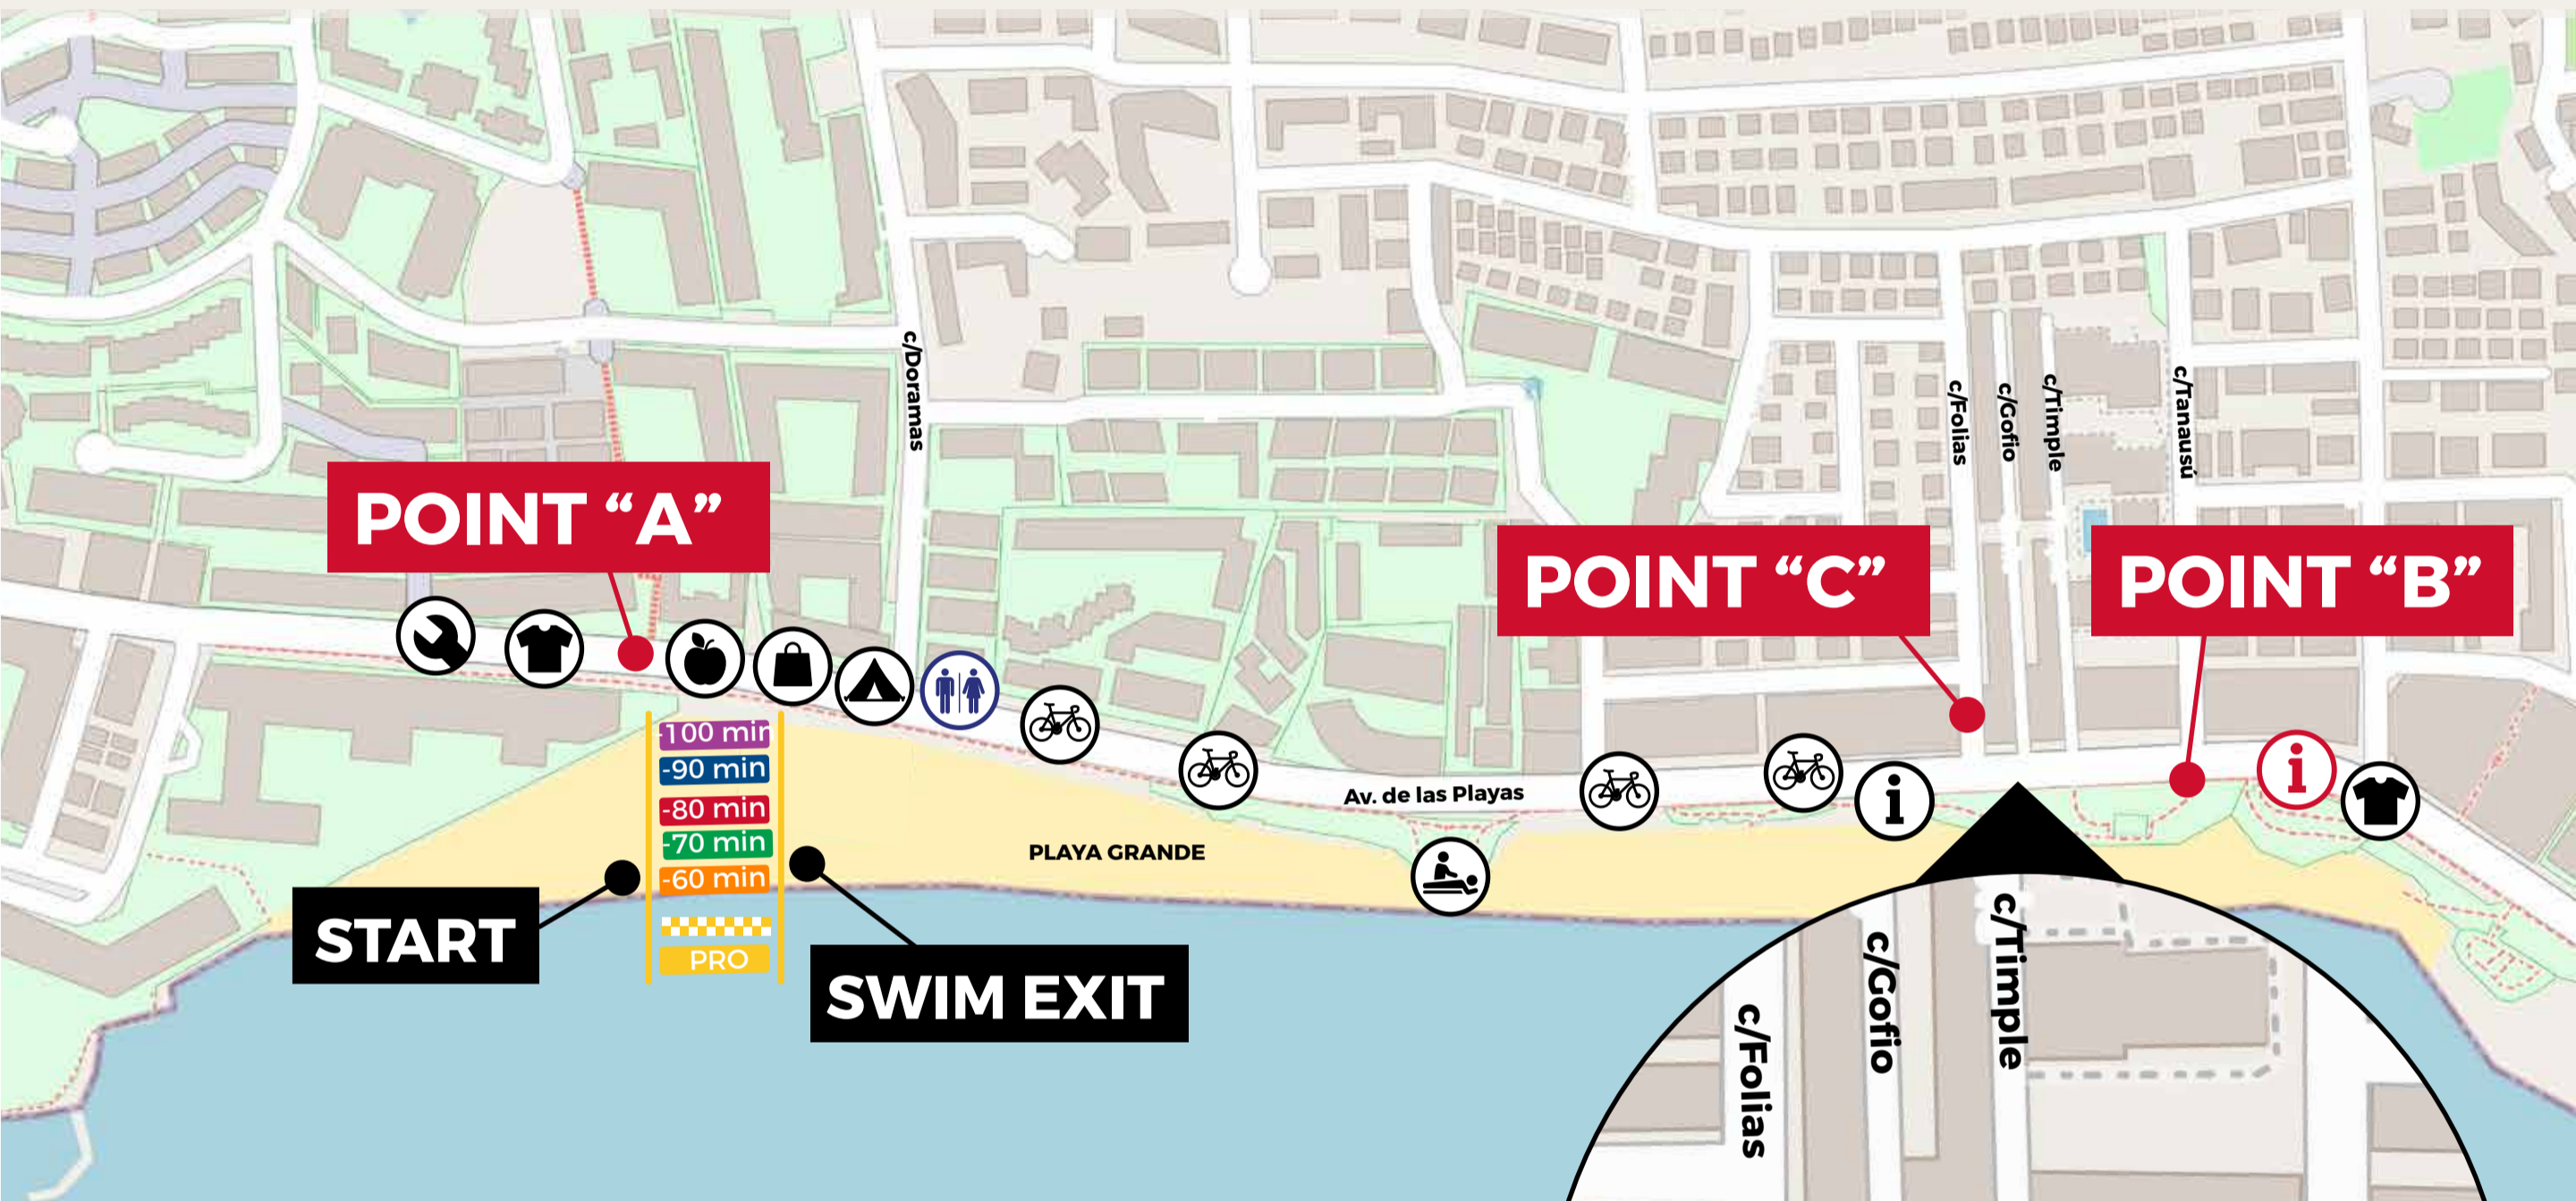 c/Doramas
c/Folias
c/Gofio
c/Timple
c/Tanausú
POINT “A”
POINT “C”
POINT “B”
-100 min
-90 min
-80 min
-70 min
-60 min
PRO
Av. de las Playas
PLAYA GRANDE
START
SWIM EXIT
c/Folias
c/Gofio
c/Timple